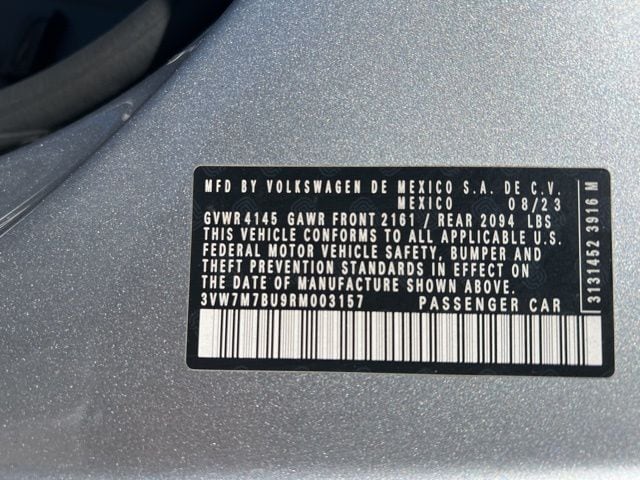 MFD BY VOLKSWAGEN DE MEXICO S.A. DE C.V.
MEXICO 08/23
GVWR 4145 GAWR FRONT 2161 / REAR 2094 LBS
THIS VEHICLE CONFORMS TO ALL APPLICABLE U.S.
FEDERAL MOTOR VEHICLE SAFETY, BUMPER AND
THEFT PREVENTION STANDARDS IN EFFECT ON
THE DATE OF MANUFACTURE SHOWN ABOVE.
3VW7M7BU9RM003157 PASSENGER CAR
3131452 3916 M